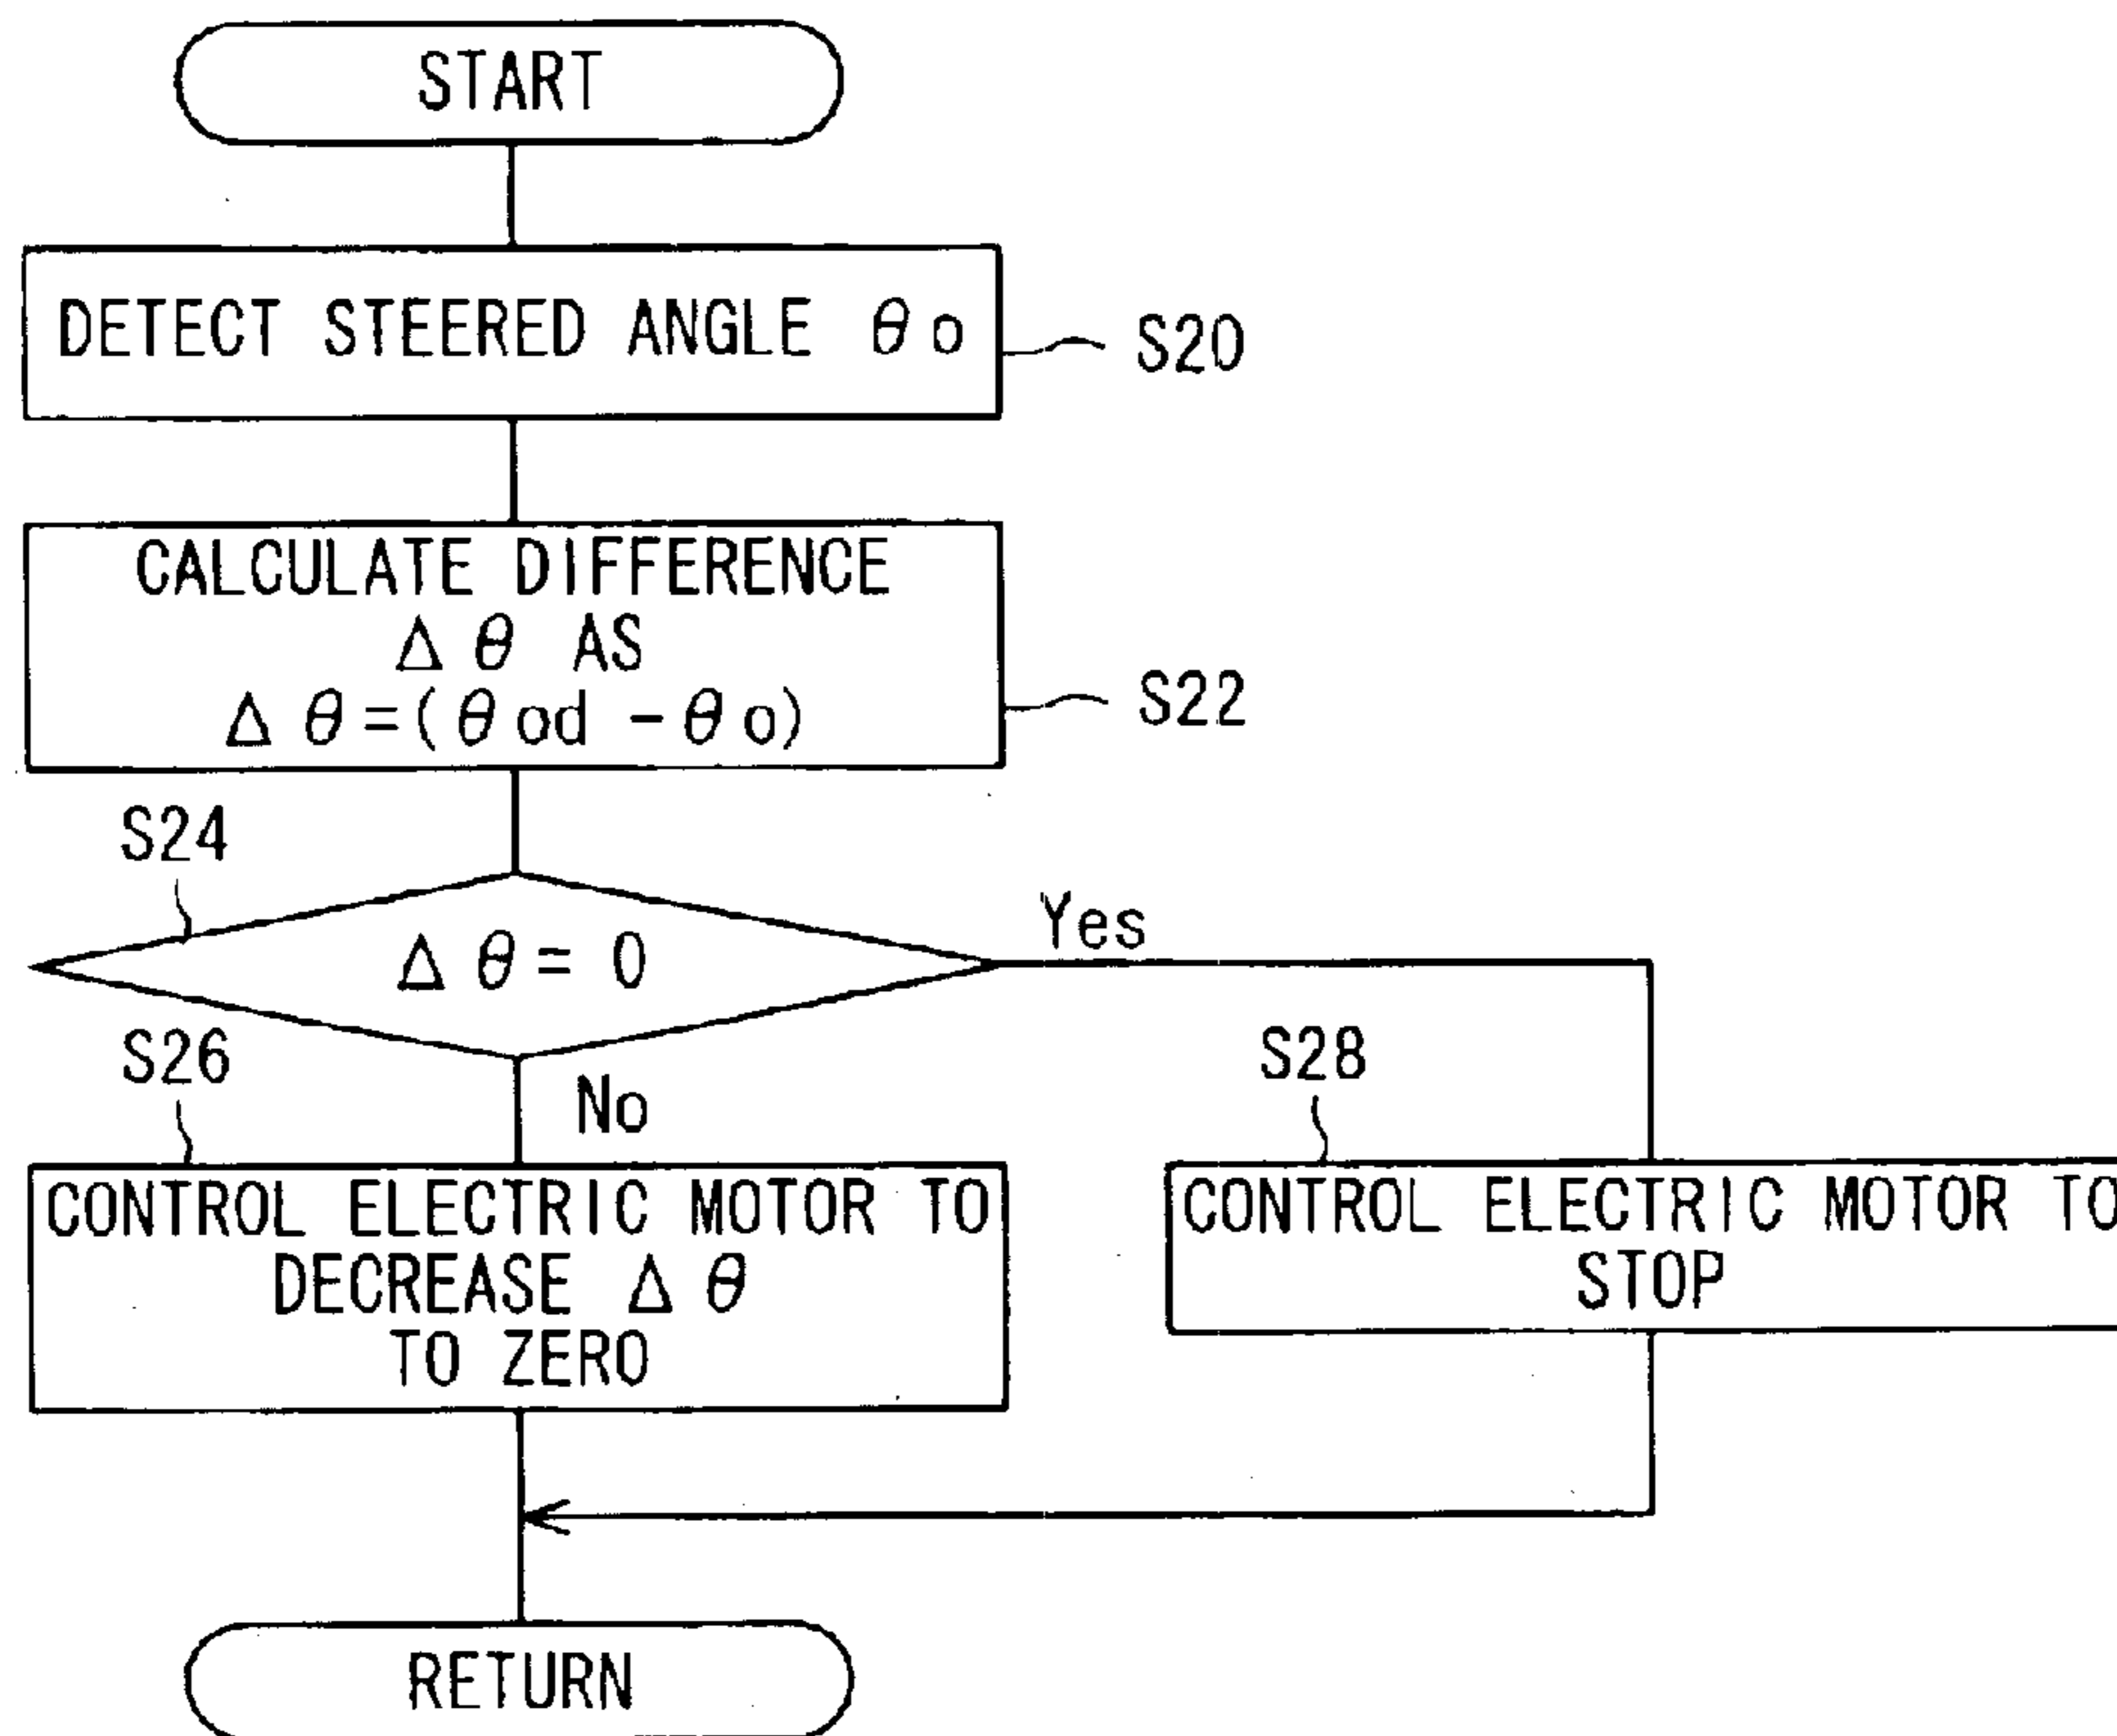 START
DETECT STEERED ANGLE θo
S20
CALCULATE DIFFERENCE
Δθ AS
Δθ=(θod -θo)
S22
S24
Δθ= 0
Yes
No
S26
CONTROL ELECTRIC MOTOR TO
DECREASE Δθ
TO ZERO
S28
CONTROL ELECTRIC MOTOR TO
STOP
RETURN